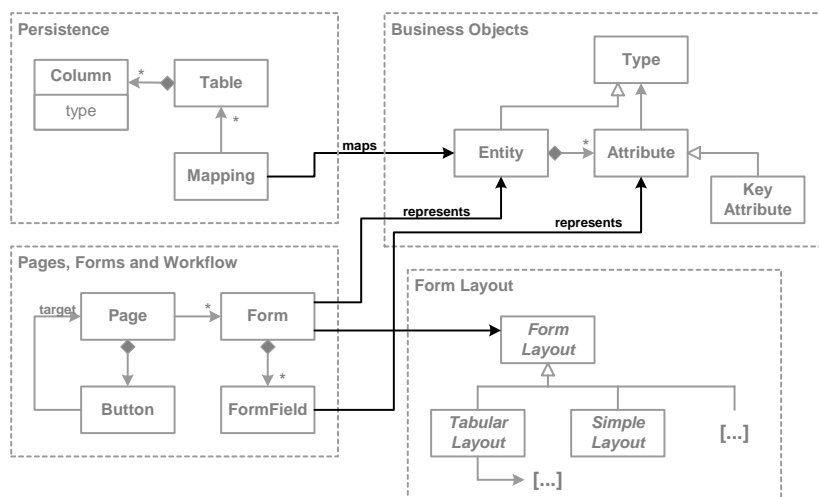 Persistence
Column
type
*
Table
*
Mapping
maps
Business Objects
Type
Entity
*
Attribute
Key
Attribute
represents
represents
Pages, Forms and Workflow
target
Page
*
Form
*
Button
FormField
Form Layout
Form
Layout
Tabular
Layout
Simple
Layout
[...]
[...]